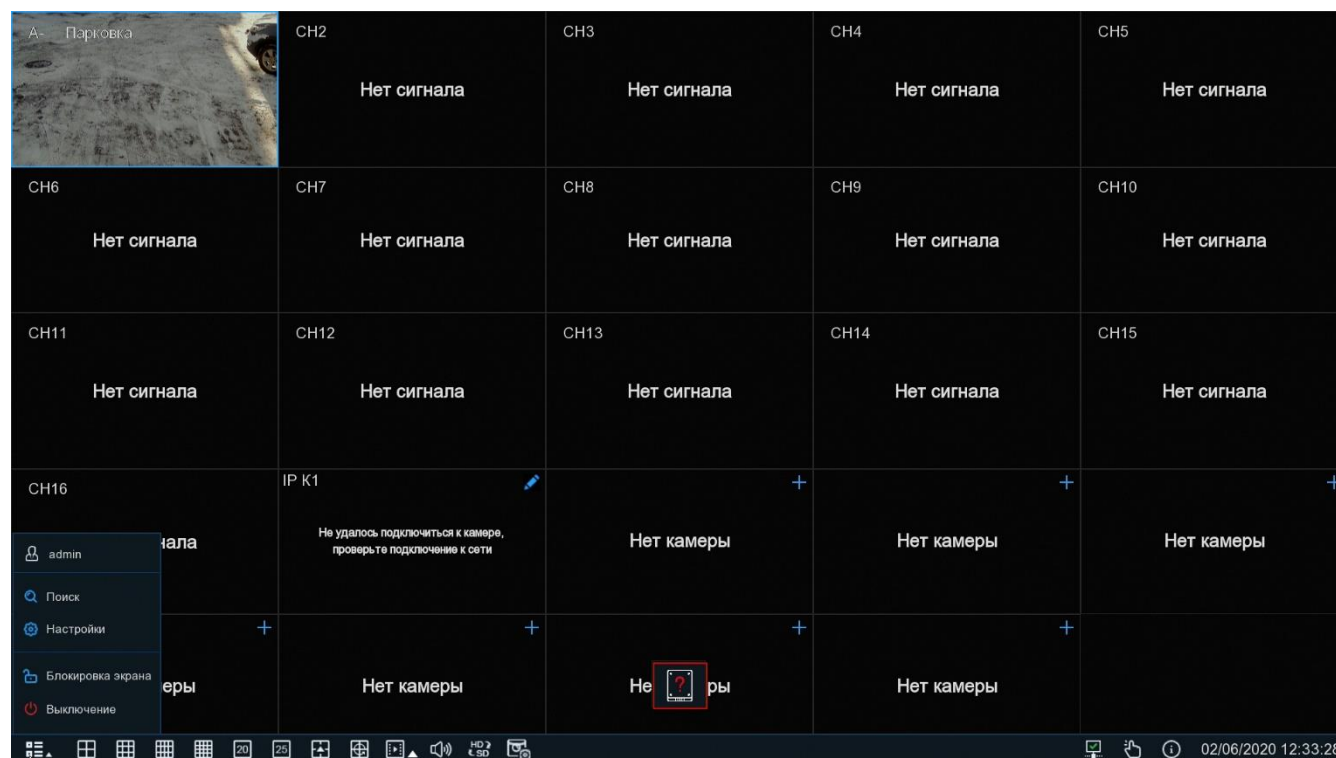 A- Парковка
CH2
CH3
CH4
CH5
Нет сигнала
Нет сигнала
Нет сигнала
Нет сигнала
CH6
CH7
CH8
CH9
CH10
Нет сигнала
Нет сигнала
Нет сигнала
Нет сигнала
Нет сигнала
CH11
CH12
CH13
CH14
CH15
Нет сигнала
Нет сигнала
Нет сигнала
Нет сигнала
Нет сигнала
CH16
IP K1
нала
Не удалось подключиться к камере,
проверьте подключение к сети
Нет камеры
Нет камеры
Нет камеры
admin
Поиск
Настройки
Блокировка экрана
Выключение
еры
Нет камеры
Не ? ры
Нет камеры
20
25
HD
SD
02/06/2020 12:33:28